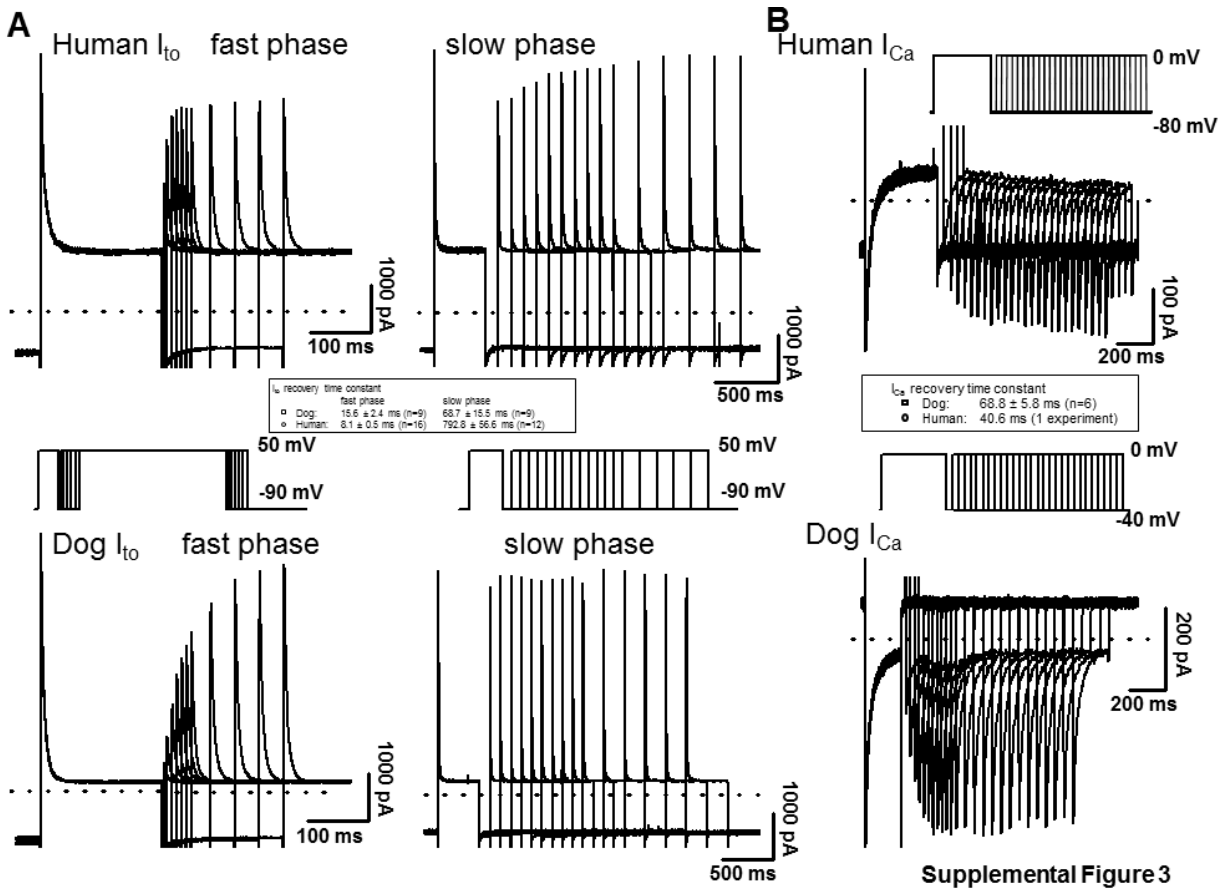 A
Human Ito fast phase
slow phase
1000 pA
100 ms
1000 pA
500 ms
Ito recovery time constant
fast phase slow phase
Dog: 15.6 ± 2.4 ms (n=9) 68.7 ± 15.5 ms (n=9)
Human: 8.1 ± 0.5 ms (n=16) 792.8 ± 56.6 ms (n=12)
50 mV
-90 mV
50 mV
-90 mV
Dog Ito fast phase
slow phase
1000 pA
100 ms
1000 pA
500 ms
B
Human ICa
0 mV
-80 mV
100 pA
200 ms
ICa recovery time constant
Dog: 68.8 ± 5.8 ms (n=6)
Human: 40.6 ms (1 experiment)
0 mV
-40 mV
Dog ICa
200 pA
200 ms
Supplemental Figure 3